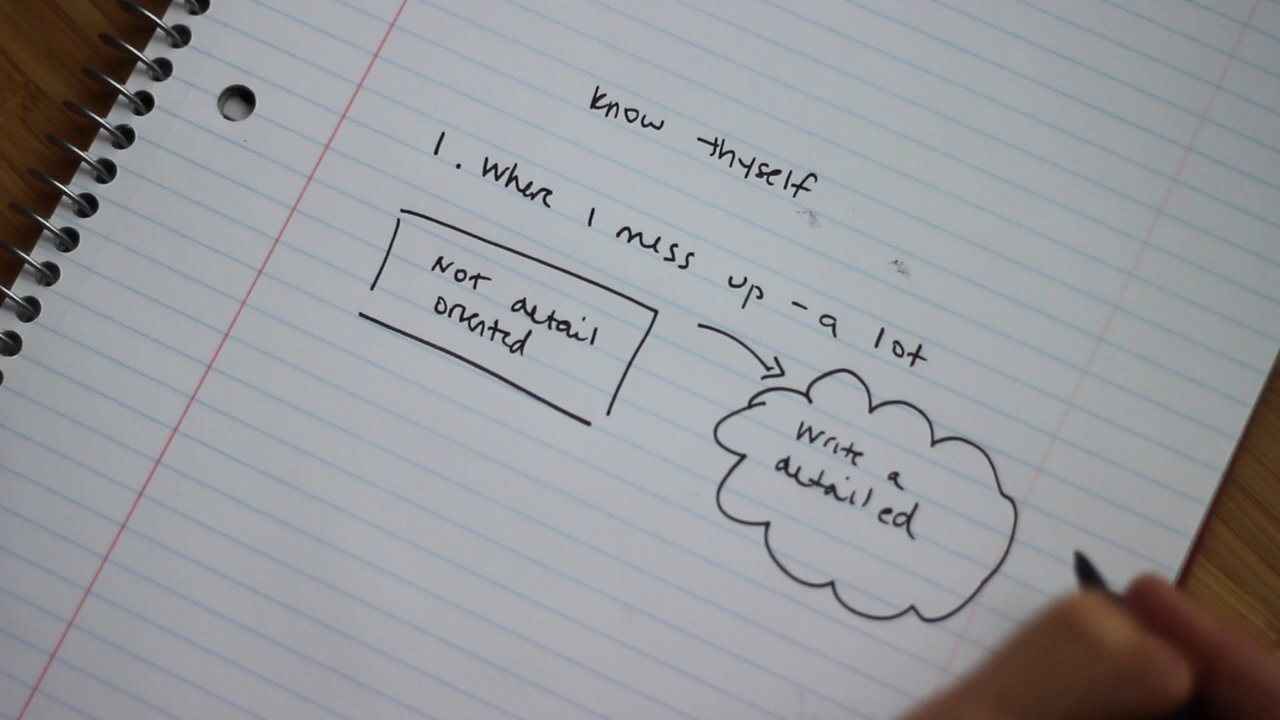 Know thyself
1. Where I mess up - a lot
Not detail
oriented
Write a
detailed